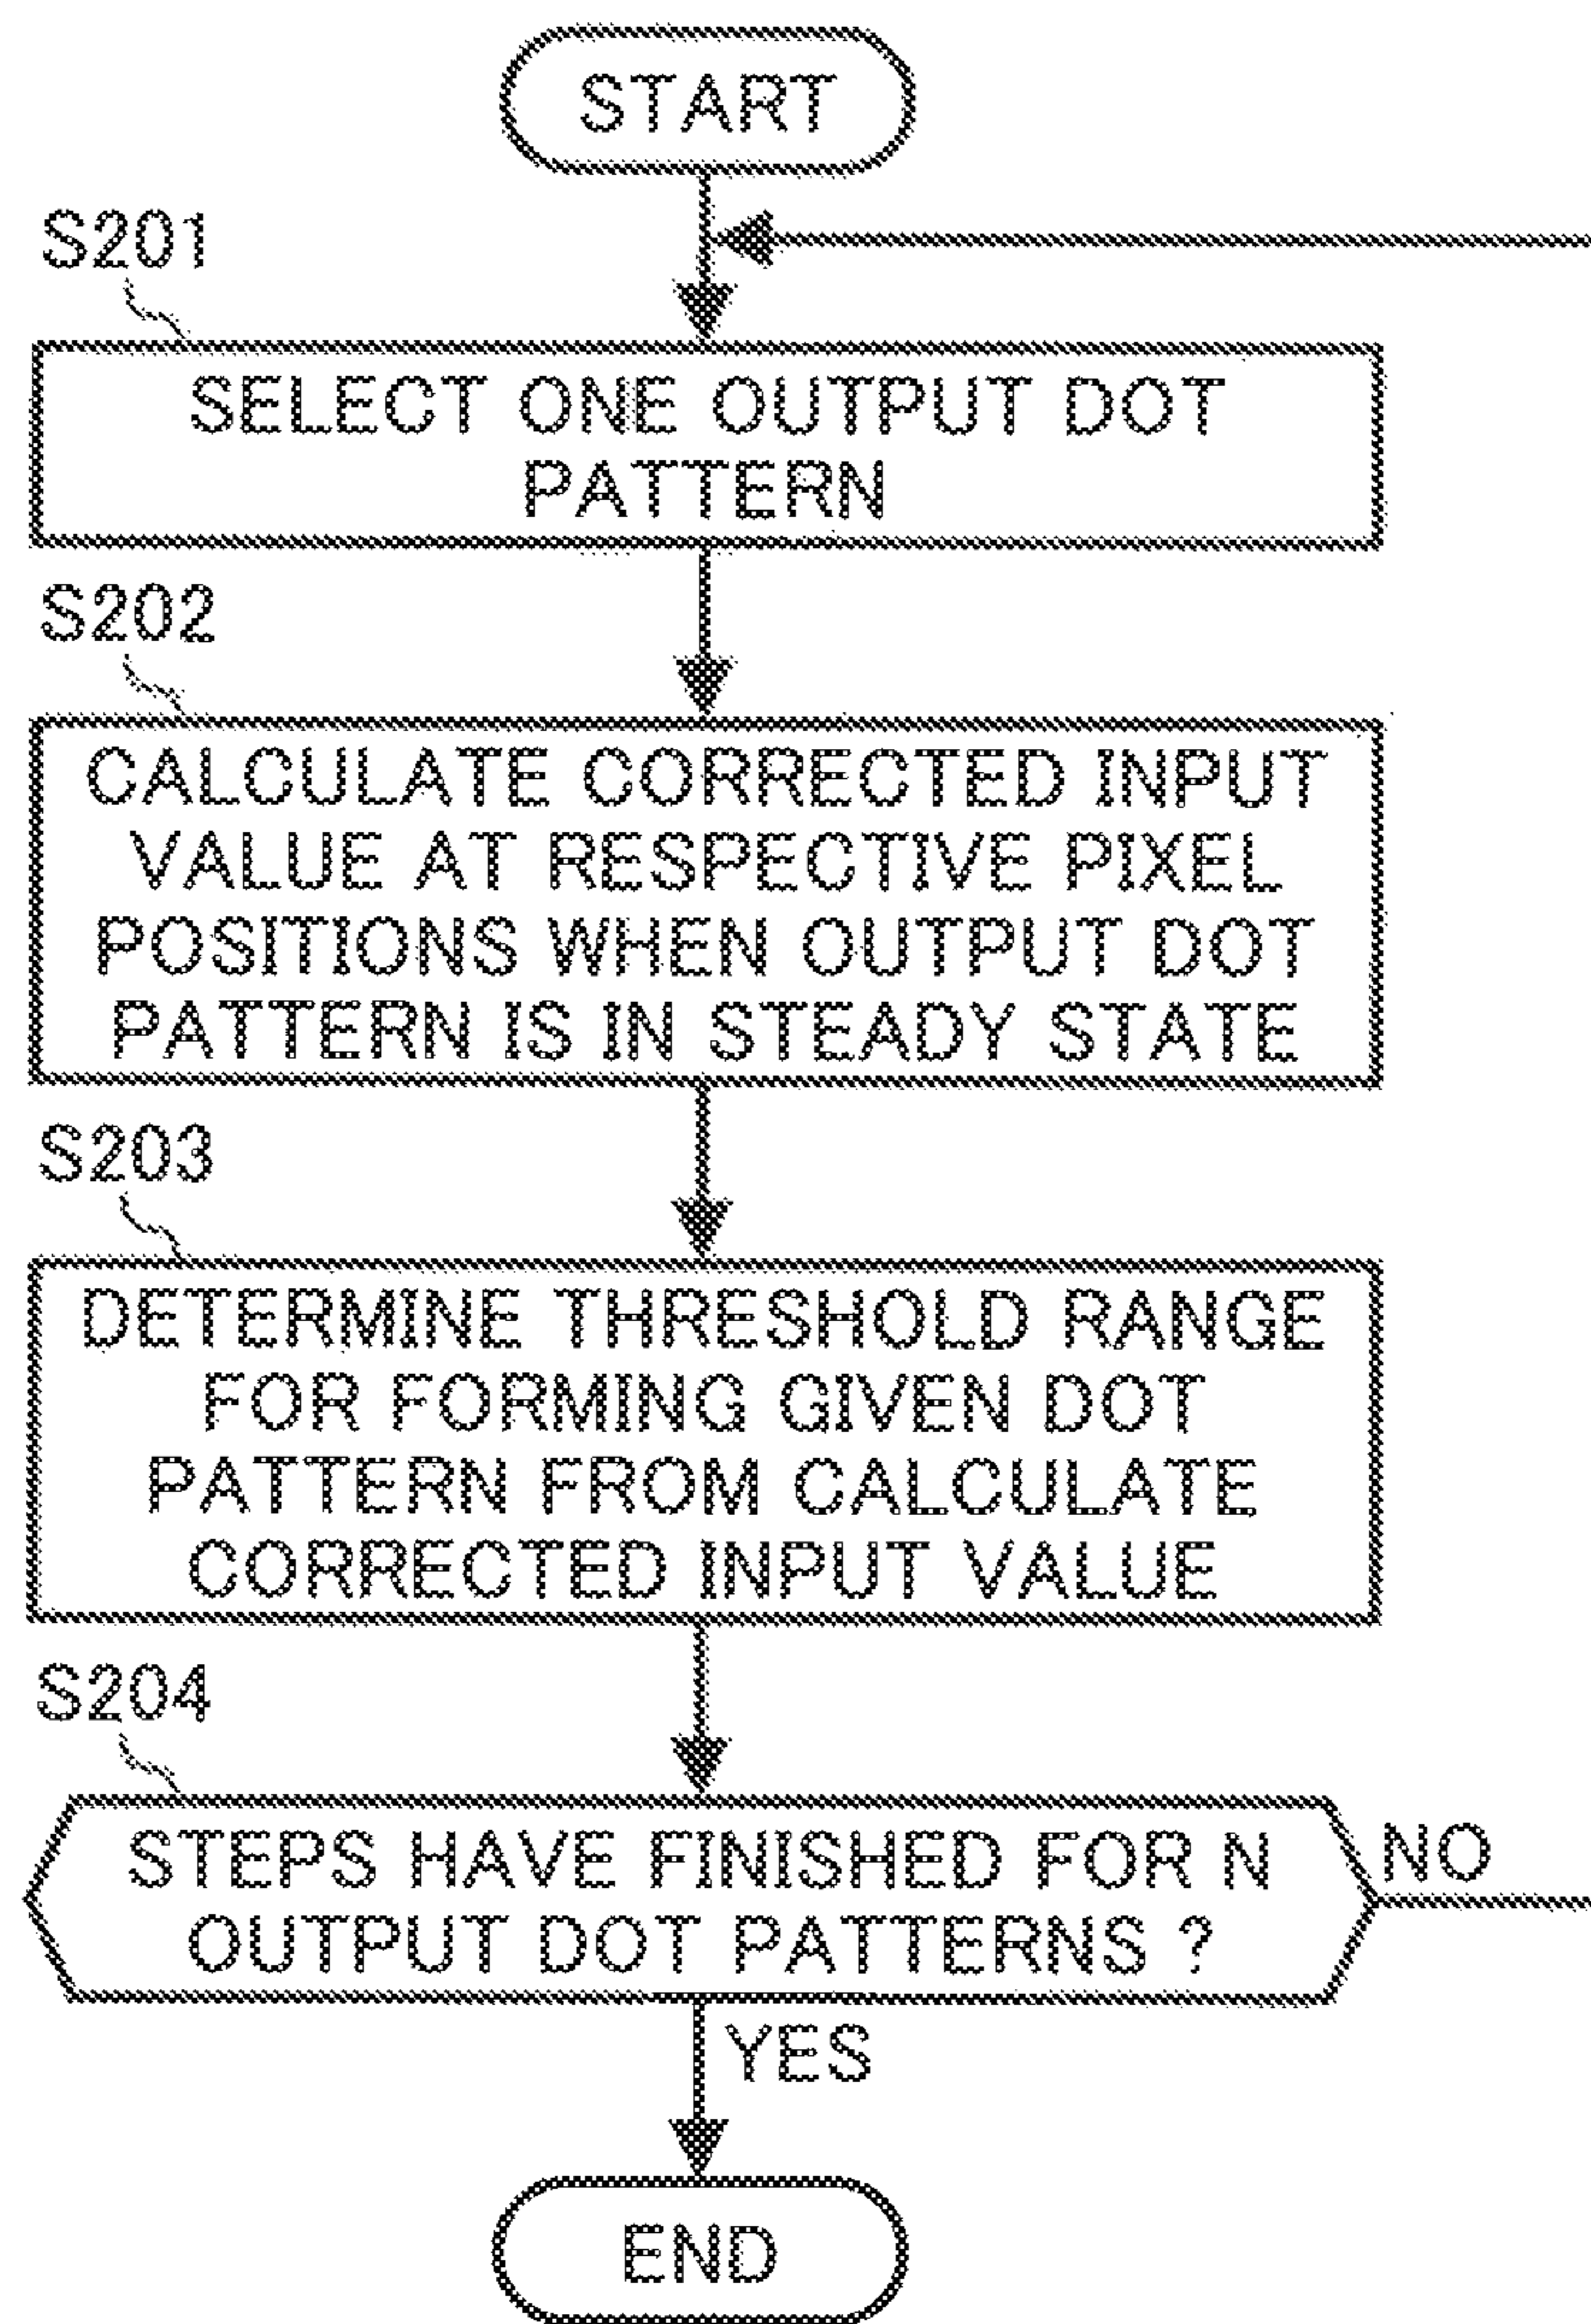 START
S201
SELECT ONE OUTPUT DOT
PATTERN
S202
CALCULATE CORRECTED INPUT
VALUE AT RESPECTIVE PIXEL
POSITIONS WHEN OUTPUT DOT
PATTERN IS IN STEADY STATE
S203
DETERMINE THRESHOLD RANGE
FOR FORMING GIVEN DOT
PATTERN FROM CALCULATE
CORRECTED INPUT VALUE
S204
STEPS HAVE FINISHED FOR N
OUTPUT DOT PATTERNS ?
NO
YES
END